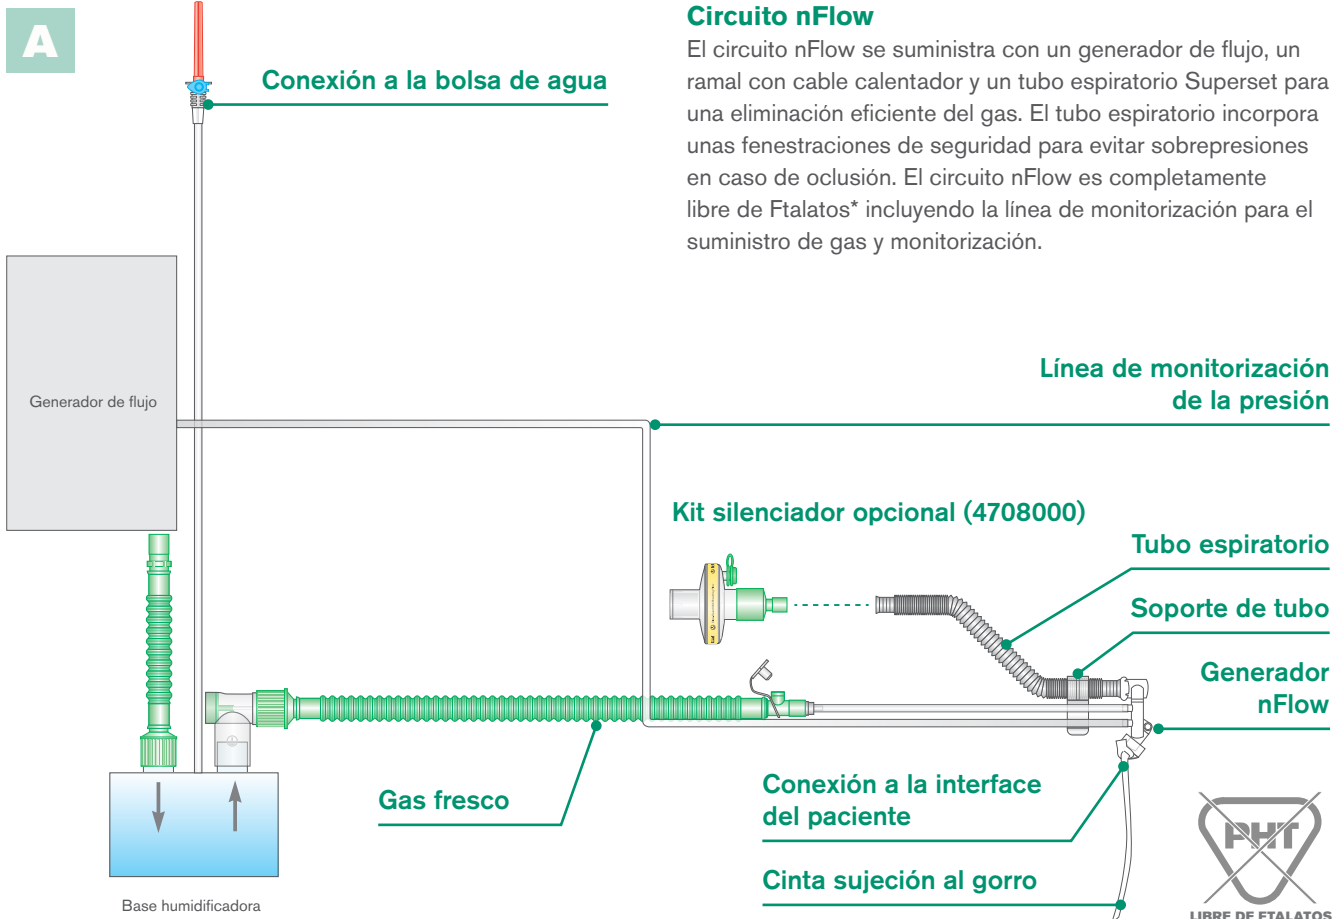 A
Circuito nFlow
El circuito nFlow se suministra con un generador de flujo, un
ramal con cable calentador y un tubo espiratorio Superset para
una eliminación eficiente del gas. El tubo espiratorio incorpora
unas fenestraciones de seguridad para evitar sobrepresiones
en caso de oclusión. El circuito nFlow es completamente
libre de Ftalatos* incluyendo la línea de monitorización para el
suministro de gas y monitorización.
Conexión a la bolsa de agua
Generador de flujo
Línea de monitorización
de la presión
Kit silenciador opcional (4708000)
Tubo espiratorio
Soporte de tubo
Generador
nFlow
Gas fresco
Conexión a la interface
del paciente
Cinta sujeción al gorro
Base humidificadora
PHT
LIBRE DE FTALATOS